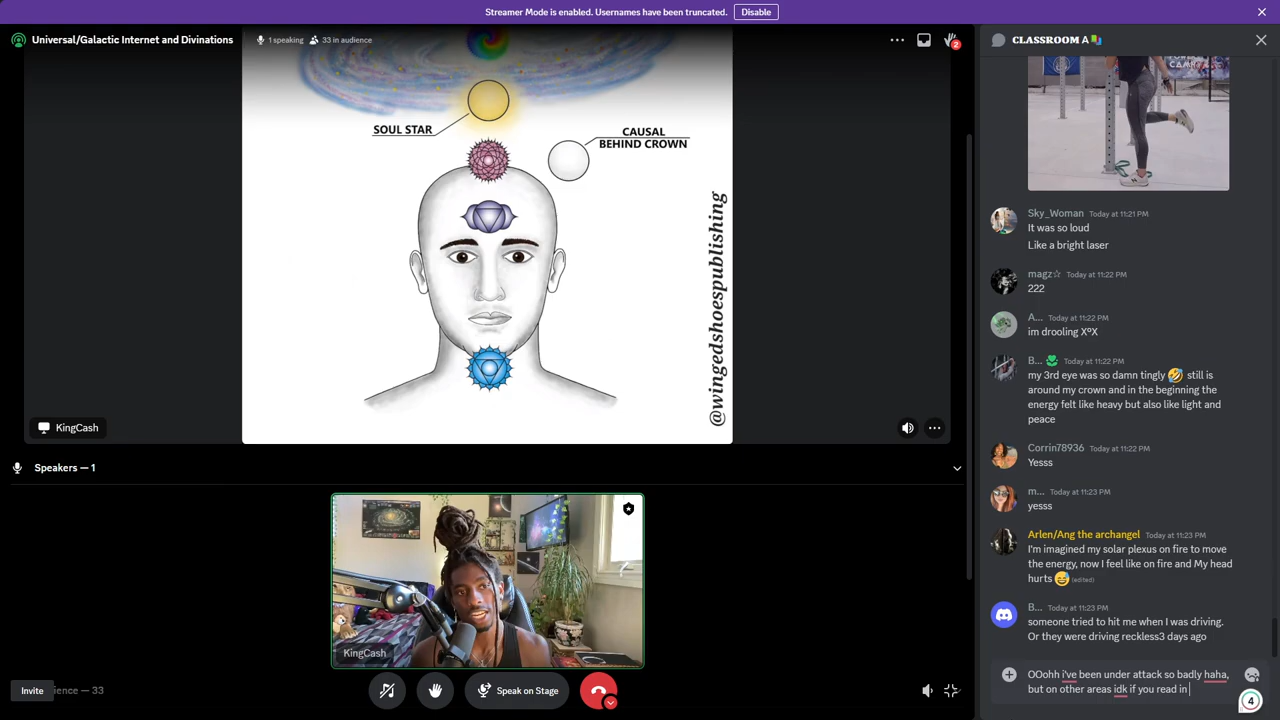 Streamer Mode is enabled. Usernames have been truncated.
Disable
Universal/Galactic Internet and Divinations
1 speaking
33 in audience
2
SOUL STAR
CAUSAL
BEHIND CROWN
@wingedshoespublishing
KingCash
Speakers — 1
KingCash
Invite
ience — 33
Speak on Stage
CLASSROOM A
Sky_Woman Today at 11:21 PM
It was so loud
Like a bright laser
magz☆ Today at 11:22 PM
222
A... Today at 11:22 PM
im drooling X°X
B... Today at 11:22 PM
my 3rd eye was so damn tingly 🤣 still is
around my crown and in the beginning the
energy felt like heavy but also like light and
peace
Corrin78936 Today at 11:22 PM
Yesss
m... Today at 11:23 PM
yesss
Arlen/Ang the archangel Today at 11:23 PM
I'm imagined my solar plexus on fire to move
the energy, now I feel like on fire and My head
hurts 😅 (edited)
B... Today at 11:23 PM
someone tried to hit me when I was driving.
Or they were driving reckless3 days ago
OOohh i've been under attack so badly haha,
but on other areas idk if you read in
4